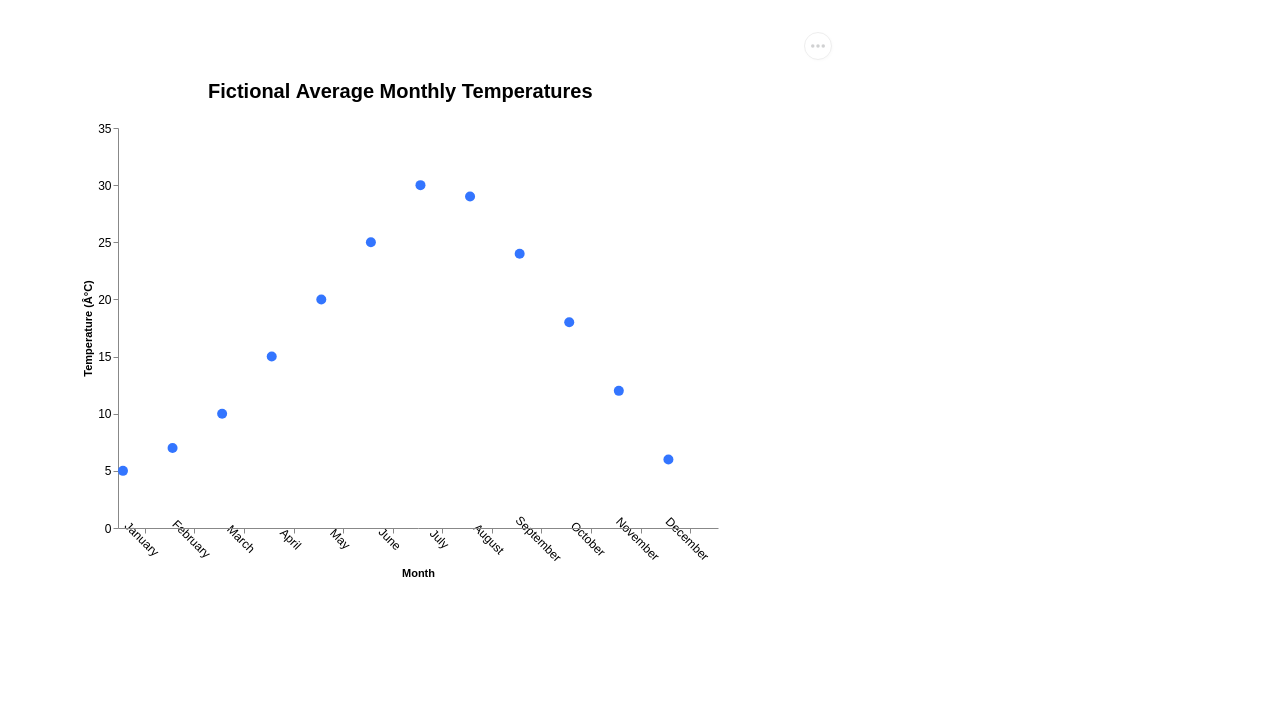 Fictional Average Monthly Temperatures
35
30
25
20
15
10
5
0
Temperature (Â°C)
January
February
March
April
May
June
July
August
September
October
November
December
Month